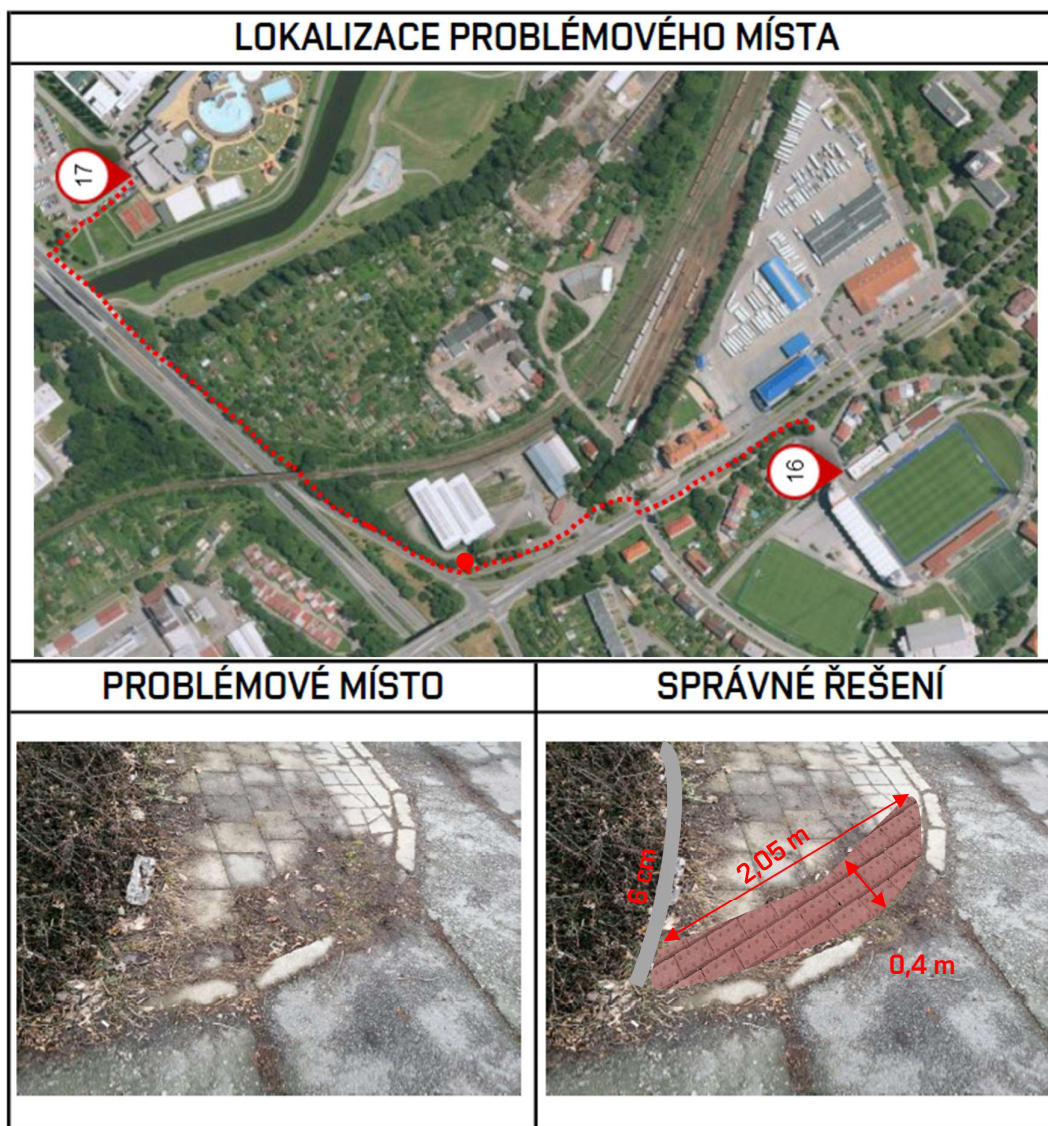 LOKALIZACE PROBLÉMOVÉHO MÍSTA
17
16
PROBLÉMOVÉ MÍSTO
SPRÁVNÉ ŘEŠENÍ
6 cm
2,05 m
0,4 m